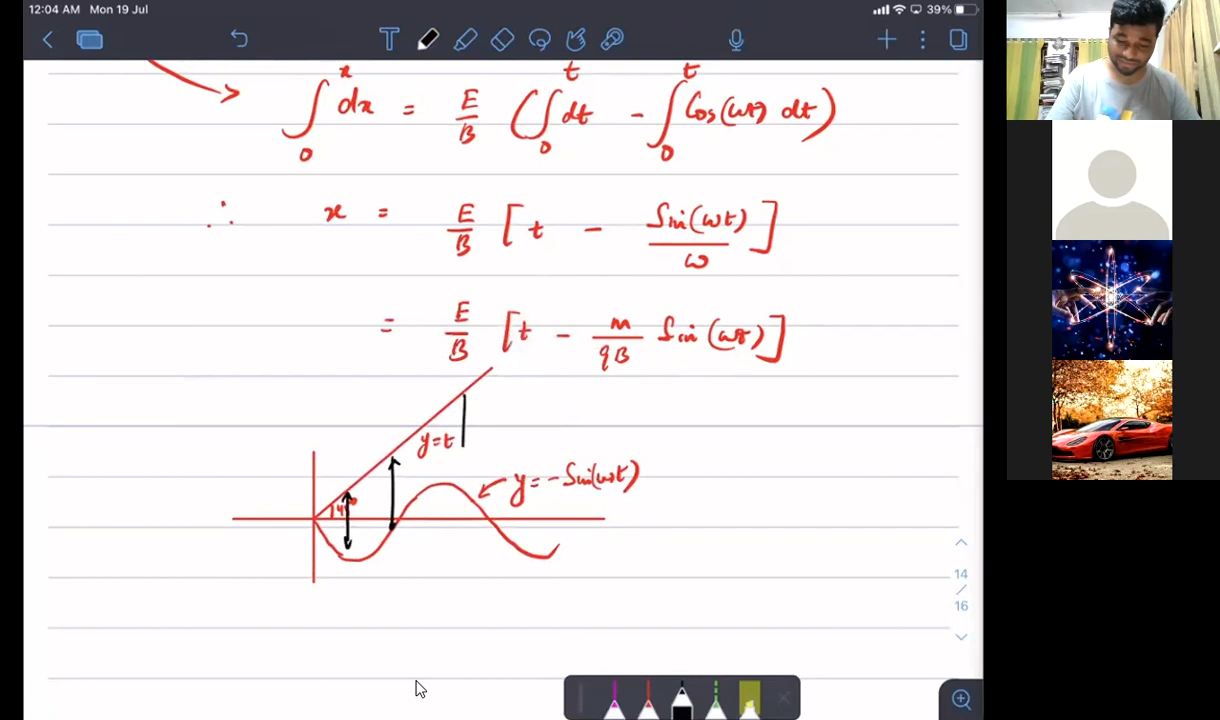 12:04 AM Mon 19 Jul 39%
T
∫₀ˣ dx = E/B (∫₀ᵗ dt - ∫₀ᵗ Cos(ωt) dt)
∴ x = E/B [t - Sin(ωt)/ω]
= E/B [t - m/qB Sin(ωt)]
y=t
y=-Sin(ωt)
45°
14
/
16